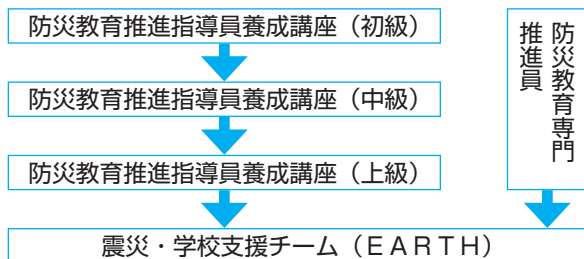 防災教育推進指導員養成講座（初級）
防災教育推進指導員養成講座（中級）
防災教育推進指導員養成講座（上級）
防災教育専門
推進員
震災・学校支援チーム（ＥＡＲＴＨ）